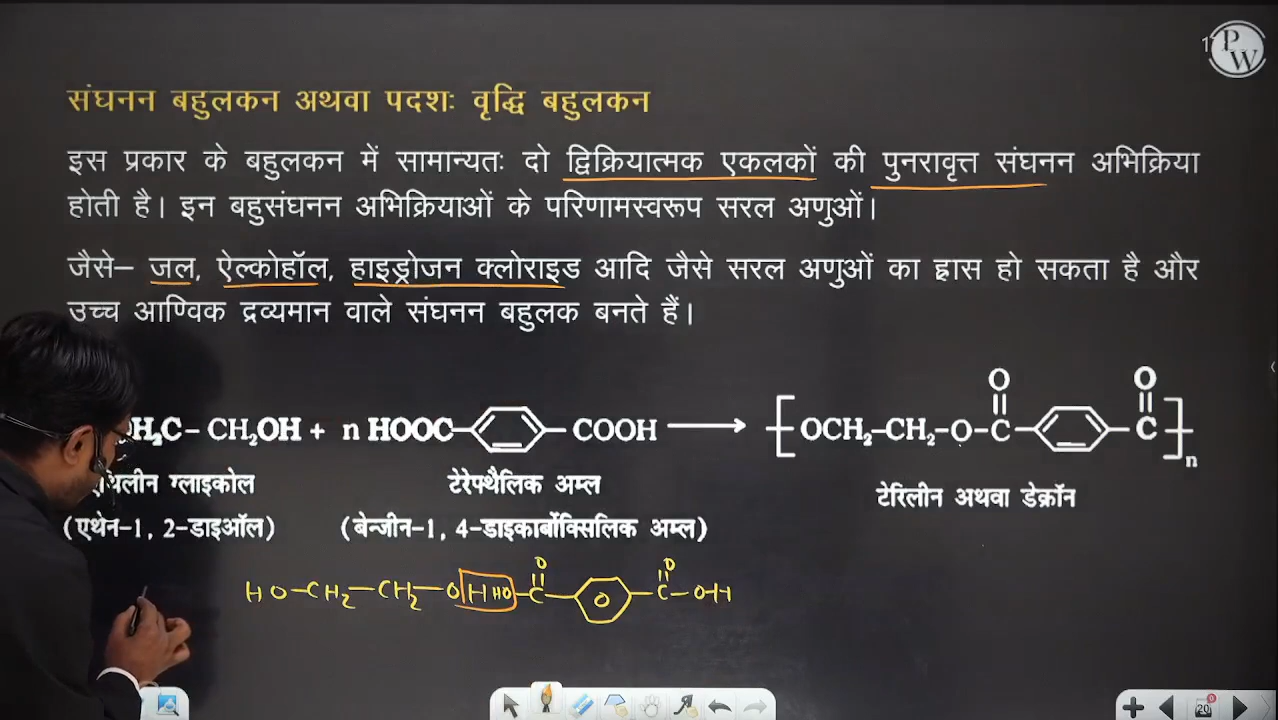 P
W
संघनन बहुलकन अथवा पदशः वृद्धि बहुलकन
इस प्रकार के बहुलकन में सामान्यतः दो द्विक्रियात्मक एकलकों की पुनरावृत्त संघनन अभिक्रिया
होती है। इन बहुसंघनन अभिक्रियाओं के परिणामस्वरूप सरल अणुओं।
जैसे– जल, ऐल्कोहॉल, हाइड्रोजन क्लोराइड आदि जैसे सरल अणुओं का ह्रास हो सकता है और
उच्च आण्विक द्रव्यमान वाले संघनन बहुलक बनते हैं।
O O
H₂C– CH₂OH + n HOOC COOH ⟶ [ OCH₂–CH₂–O–C C ]n
ग्लाइकोल टेरेफ्थैलिक अम्ल टेरिलीन अथवा डेक्रॉन
(एथेन-1, 2-डाइऑल) (बेन्जीन-1, 4-डाइकार्बोक्सिलिक अम्ल)
O O
HO–CH₂–CH₂–OH HO–C O C–OH
20